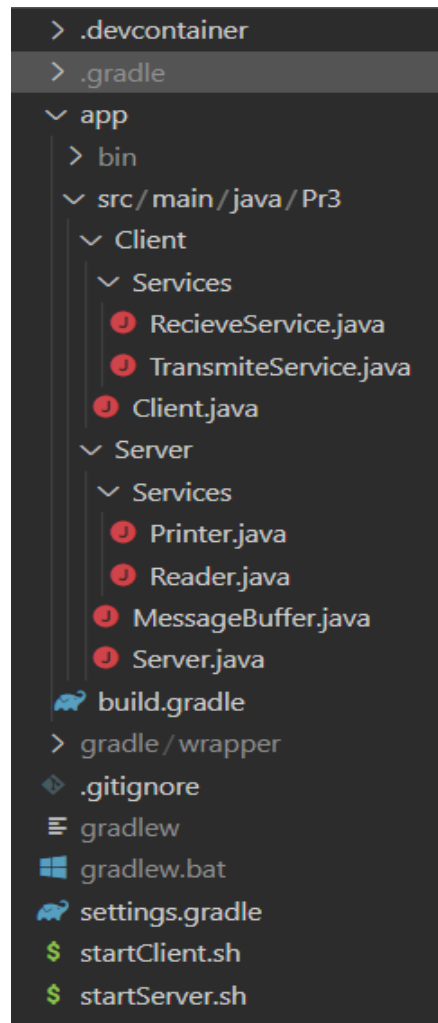 .devcontainer
.gradle
app
bin
src/main/java/Pr3
Client
Services
RecieveService.java
TransmiteService.java
Client.java
Server
Services
Printer.java
Reader.java
MessageBuffer.java
Server.java
build.gradle
gradle/wrapper
.gitignore
gradlew
gradlew.bat
settings.gradle
$ startClient.sh
$ startServer.sh